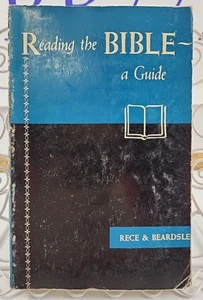 Reading the BIBLE~
a Guide
RECE & BEARDSLE